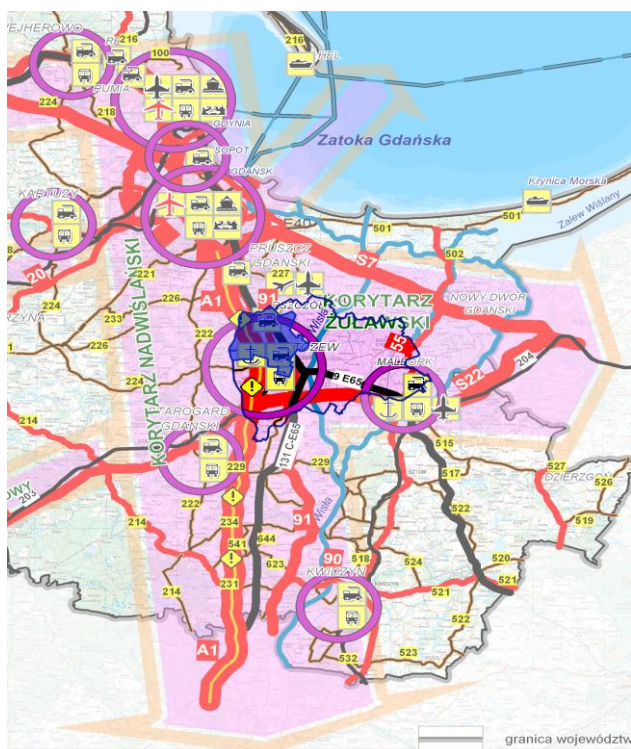 216
216
HEL
100
RUMIA
224
218
GDYNIA
Zatoka Gdańska
SOPOT
GDAŃSK
KARTUZY
Krynica Morska
501
Zalew Wiślany
E40
501
S7
502
20
221
PRUSZCZ
GDAŃSKI
227
224
226
A1
91
KORYTARZ
ŻUŁAWSKI
NOWY DWÓR
GDAŃSKI
233
222
Wisła
226
KORYTARZ NADWIŚLAŃSKI
224
55
204
MALBORK
S22
9 E65
214
GDAŃSKI
515
131 C-E65
229
229
SZTUM
517
527
DZIERZGOŃ
526
203
222
522
519
214
234
91
Wisła
541
644
90
518
520
623
KWIDZYN
524
521
231
KWIDZYN
521
214
522
A1
532
523
granica województw